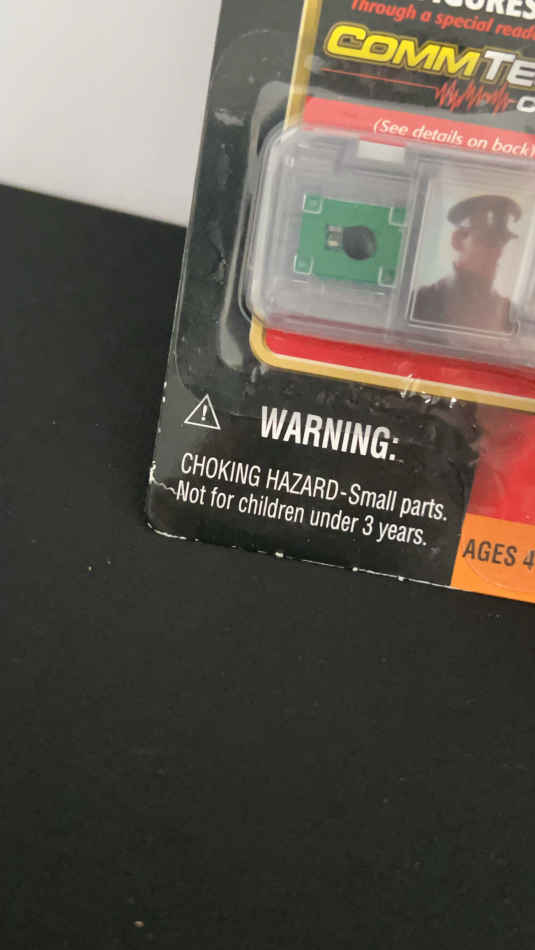 Through a special
COMMTE
(See details on back)
WARNING:
CHOKING HAZARD-Small parts.
Not for children under 3 years.
AGES 4